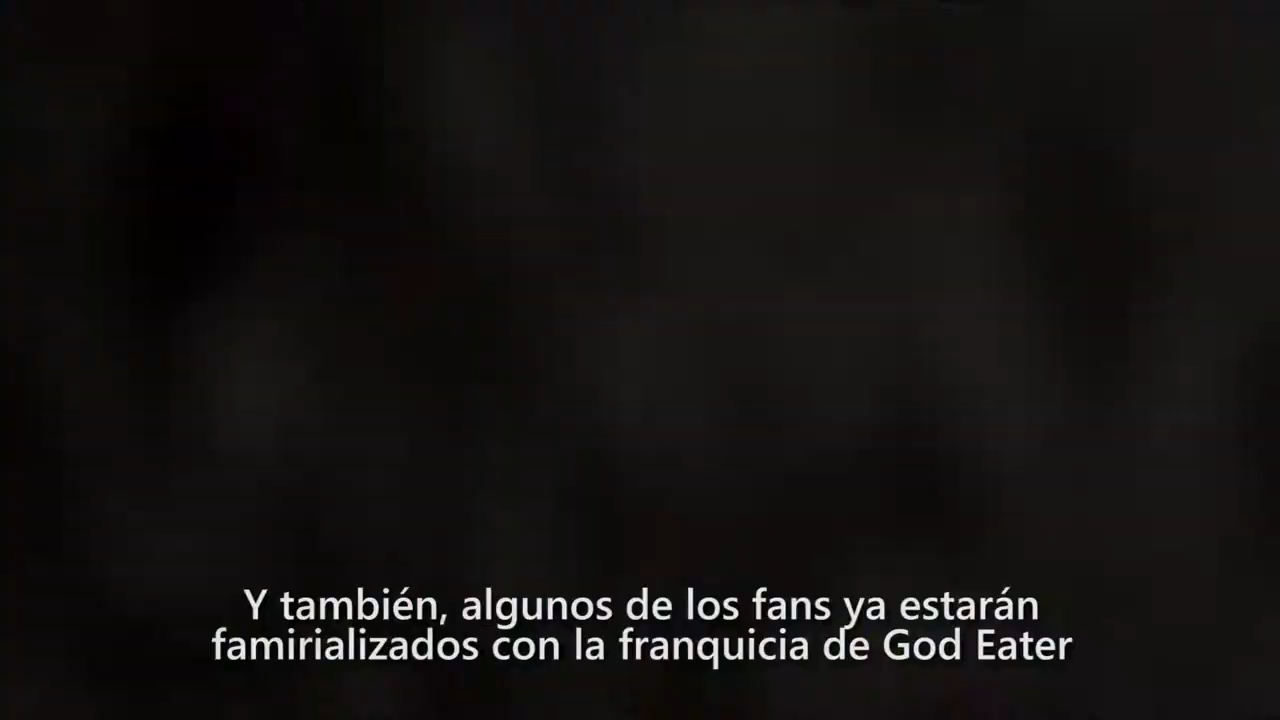 Y también, algunos de los fans ya estarán
famirializados con la franquicia de God Eater